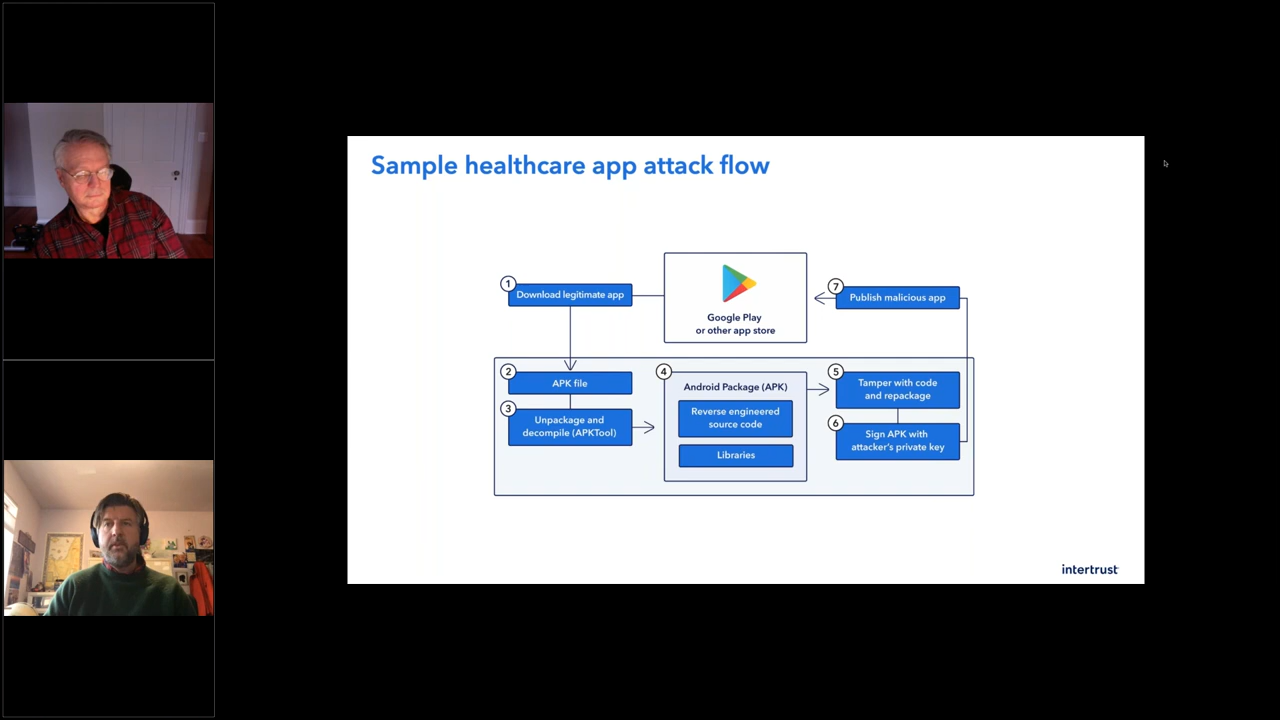 Sample healthcare app attack flow
1
Download legitimate app
Google Play
or other app store
7
Publish malicious app
2
APK file
3
Unpackage and
decompile (APKTool)
4
Android Package (APK)
Reverse engineered
source code
Libraries
5
Tamper with code
and repackage
6
Sign APK with
attacker's private key
intertrust